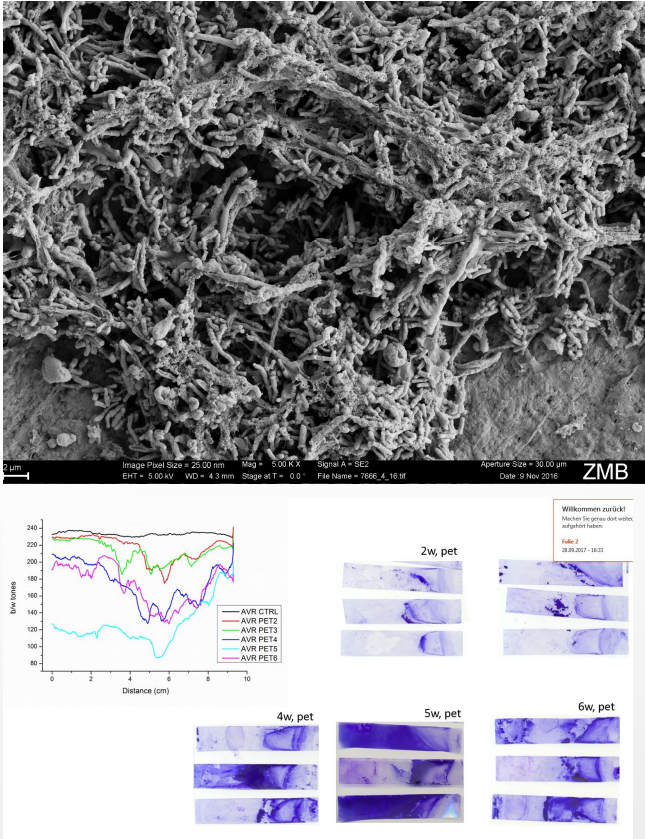 2 µm
Image Pixel Size = 25.00 nm
Mag = 5.00 K X
Signal A = SE2
Aperture Size = 30.00 µm
EHT = 5.00 kV
WD = 4.3 mm
Stage at T = 0.0 °
File Name = 7666_4_16.tif
Date :9 Nov 2016
ZMB
Willkommen zurück!
Machen Sie genau dort weiter,
aufgehört haben:
Folie 2
28.09.2017 - 16:33
b/w tones
240
220
200
180
160
140
120
100
80
0 2 4 6 8 10
Distance (cm)
AVR CTRL
AVR PET2
AVR PET3
AVR PET4
AVR PET5
AVR PET6
2w, pet
4w, pet
5w, pet
6w, pet